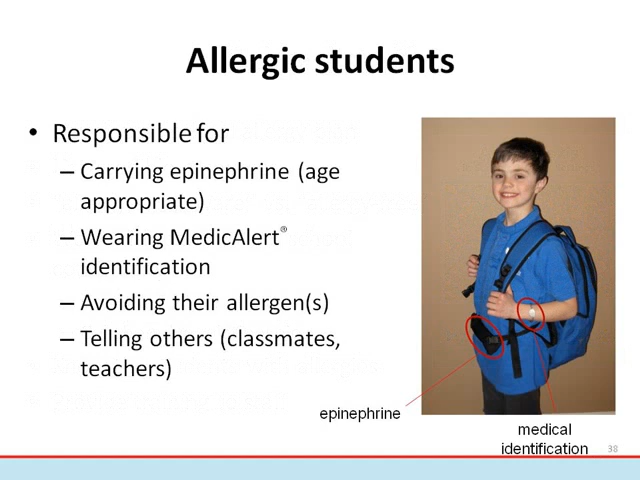 Allergic students
• Responsible for
– Carrying epinephrine (age
appropriate)
– Wearing MedicAlert®
identification
– Avoiding their allergen(s)
– Telling others (classmates,
teachers)
epinephrine
medical
identification
38